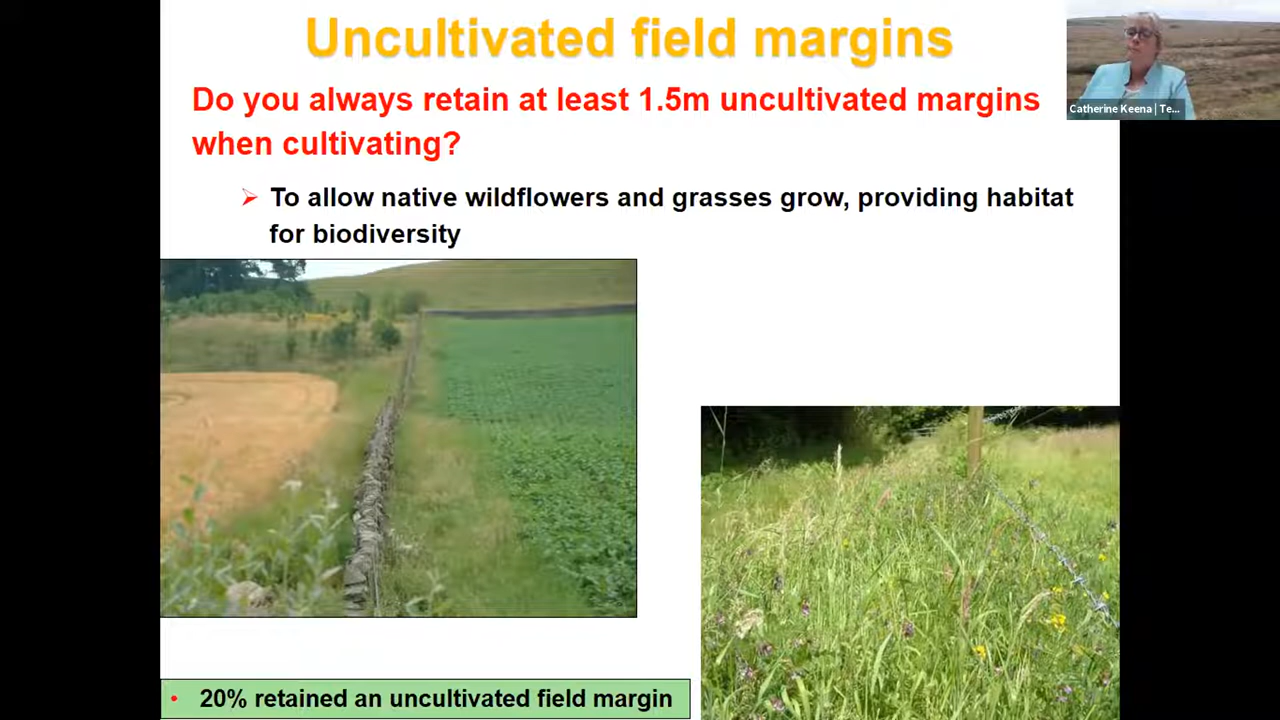 Uncultivated field margins
Catherine Keena | Te...
Do you always retain at least 1.5m uncultivated margins
when cultivating?
To allow native wildflowers and grasses grow, providing habitat
for biodiversity
• 20% retained an uncultivated field margin